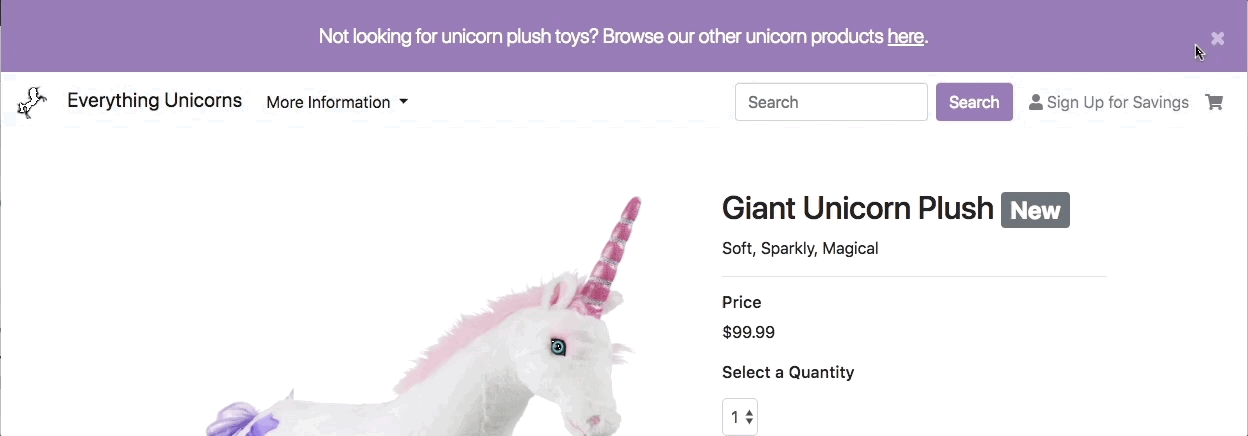 Not looking for unicorn plush toys? Browse our other unicorn products here.
Everything Unicorns
More Information
Search
Search
Sign Up for Savings
Giant Unicorn Plush New
Soft, Sparkly, Magical
Price
$99.99
Select a Quantity
1